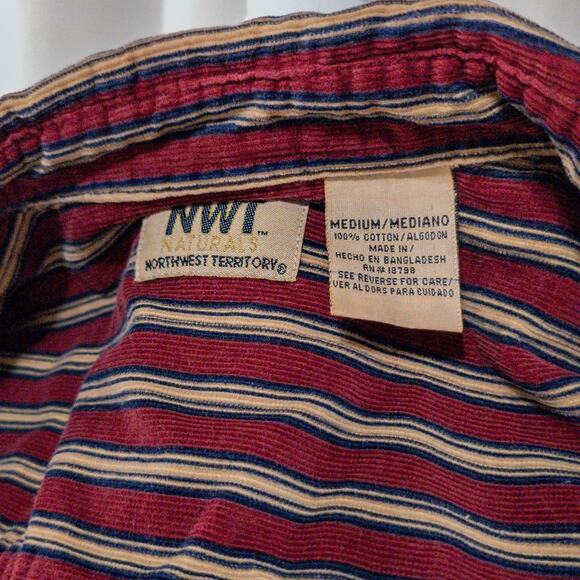 NWT™
NATURALS
NORTHWEST TERRITORY®
MEDIUM/MEDIANO
100% COTTON/ALGODON
MADE IN/
HECHO EN BANGLADESH
RN# 18798
SEE REVERSE FOR CARE/
VER AL DORS PARA CUIDADO